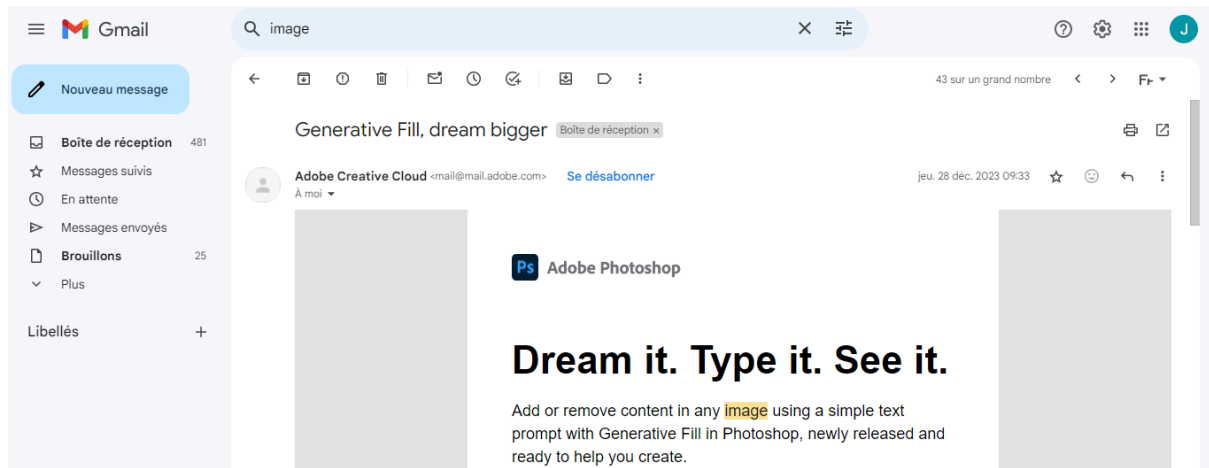 Gmail
image
J
Nouveau message
43 sur un grand nombre
Boîte de réception 481
Messages suivis
En attente
Messages envoyés
Brouillons 25
Plus
Libellés
Generative Fill, dream bigger Boîte de réception ×
Adobe Creative Cloud <mail@mail.adobe.com> Se désabonner jeu. 28 déc. 2023 09:33
À moi
Ps Adobe Photoshop
Dream it. Type it. See it.
Add or remove content in any image using a simple text
prompt with Generative Fill in Photoshop, newly released and
ready to help you create.